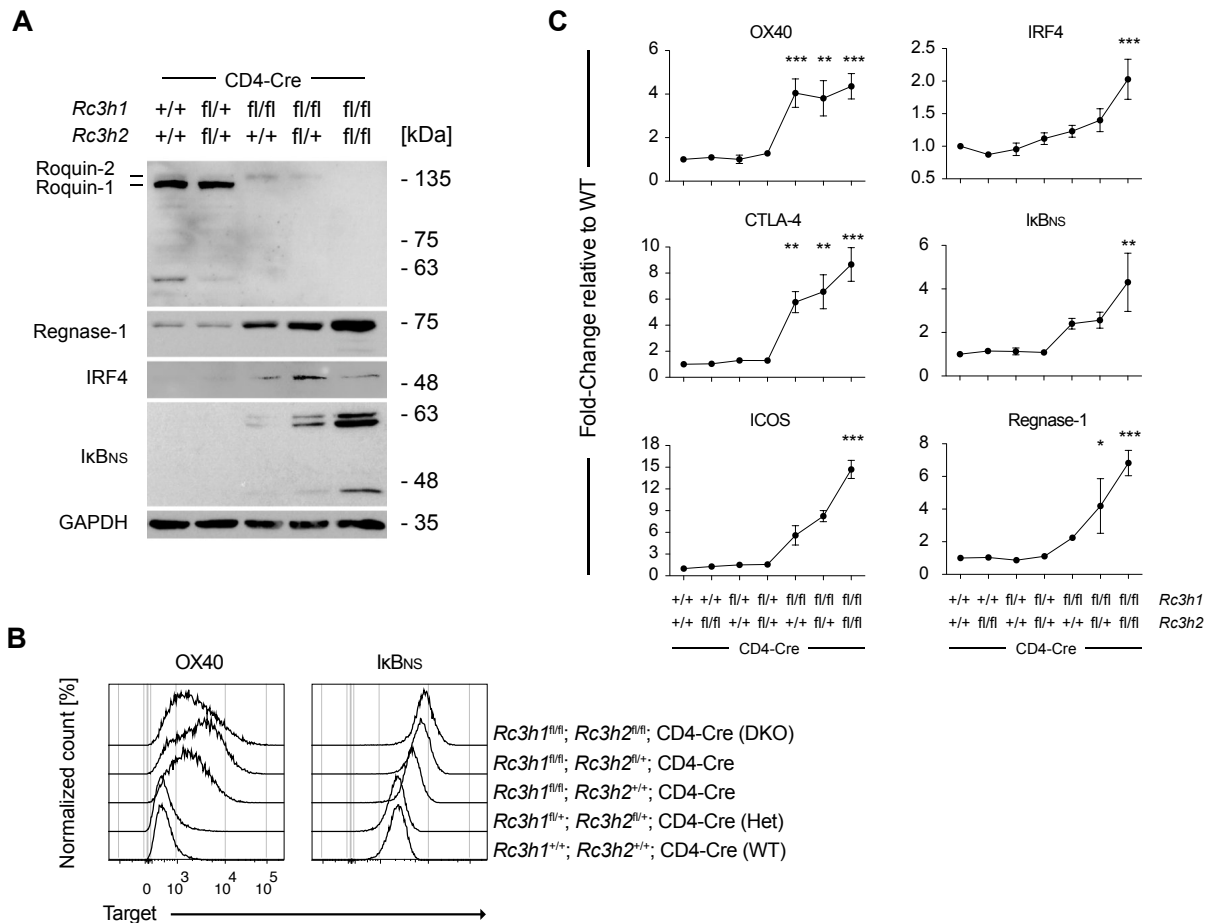 A
CD4-Cre
Rc3h1 +/+ fl/+ fl/fl fl/fl fl/fl
Rc3h2 +/+ fl/+ +/+ fl/+ fl/fl [kDa]
Roquin-2
Roquin-1
- 135
- 75
- 63
Regnase-1 - 75
IRF4 - 48
- 63
IκBNS
- 48
GAPDH - 35
B
OX40 IκBNS
Normalized count [%]
Rc3h1fl/fl; Rc3h2fl/fl; CD4-Cre (DKO)
Rc3h1fl/fl; Rc3h2fl/+; CD4-Cre
Rc3h1fl/fl; Rc3h2+/+; CD4-Cre
Rc3h1fl/+; Rc3h2fl/+; CD4-Cre (Het)
Rc3h1+/+; Rc3h2+/+; CD4-Cre (WT)
0 10³ 10⁴ 10⁵
Target
C
Fold-Change relative to WT
OX40
6
4
2
0
*** ** ***
IRF4
2.5
2.0
1.5
1.0
0.5
***
CTLA-4
10
8
6
4
2
0
** ** ***
IκBNS
6
4
2
0
**
ICOS
18
15
12
9
6
3
0
***
Regnase-1
8
6
4
2
0
* ***
+/+ +/+ fl/+ fl/+ fl/fl fl/fl fl/fl
+/+ fl/fl +/+ fl/+ +/+ fl/+ fl/fl
CD4-Cre
+/+ +/+ fl/+ fl/+ fl/fl fl/fl fl/fl Rc3h1
+/+ fl/fl +/+ fl/+ +/+ fl/+ fl/fl Rc3h2
CD4-Cre